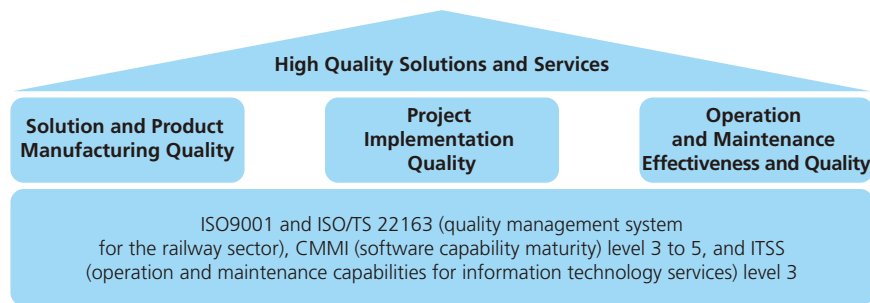 High Quality Solutions and Services
Solution and Product
Manufacturing Quality
Project
Implementation
Quality
Operation
and Maintenance
Effectiveness and Quality
ISO9001 and ISO/TS 22163 (quality management system
for the railway sector), CMMI (software capability maturity) level 3 to 5, and ITSS
(operation and maintenance capabilities for information technology services) level 3